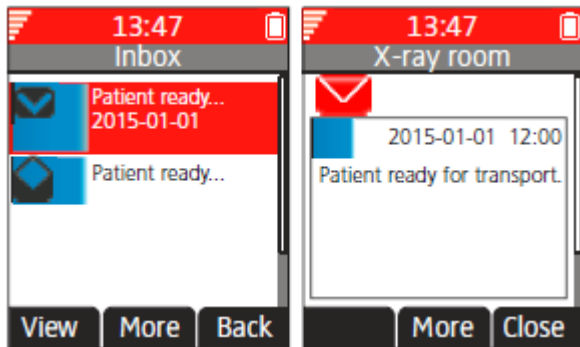 13:47
Inbox
Patient ready...
2015-01-01
Patient ready...
View More Back
13:47
X-ray room
2015-01-01 12:00
Patient ready for transport.
More Close